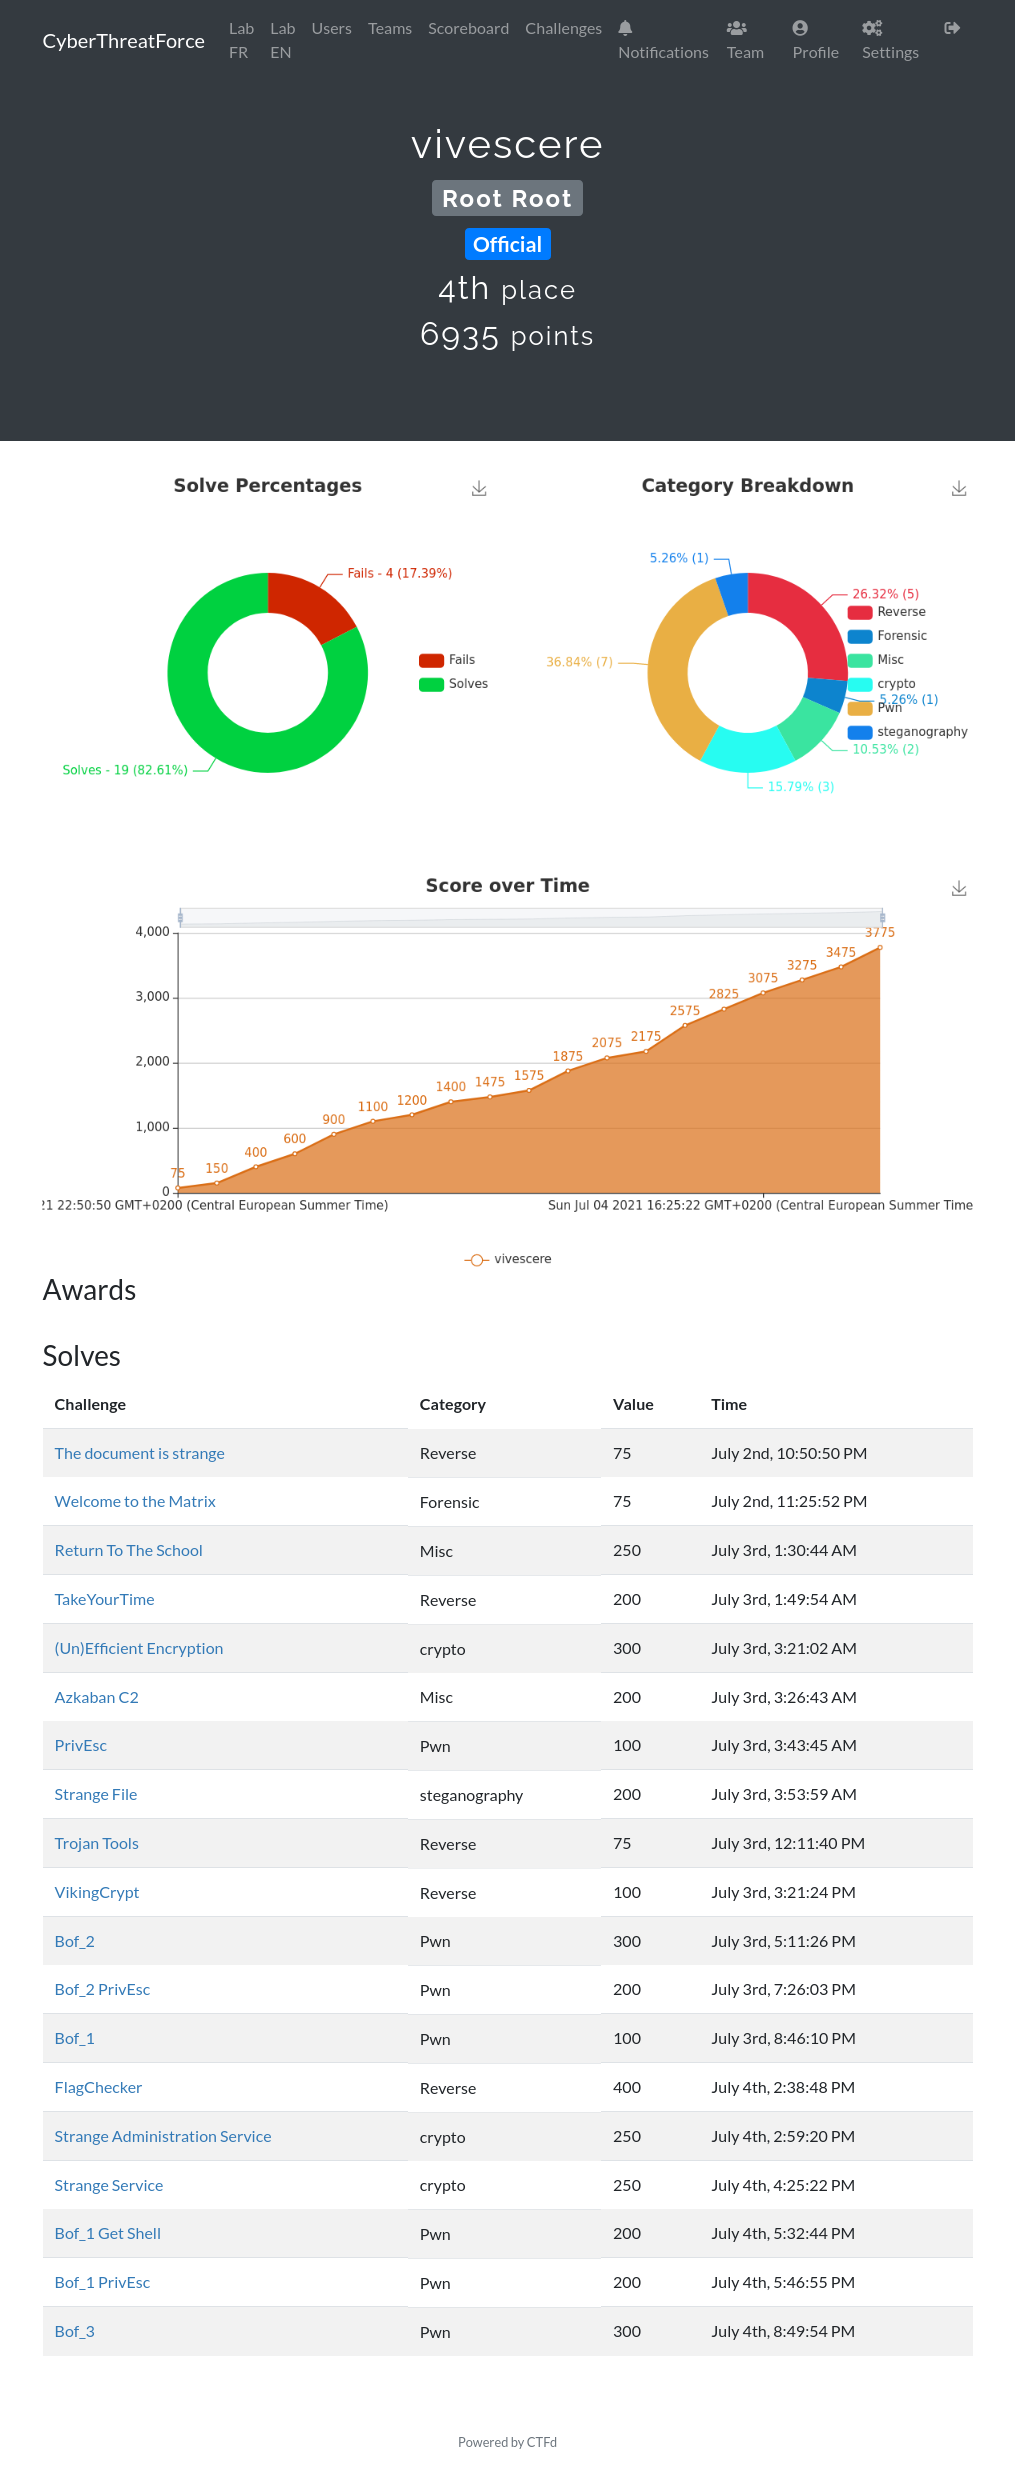 CyberThreatForce
Lab FR
Lab EN
Users
Teams
Scoreboard
Challenges
Notifications
Team
Profile
Settings
vivescere
Root Root
Official
4th place
6935 points
Solve Percentages
Fails - 4 (17.39%)
Fails
Solves
Solves - 19 (82.61%)
Category Breakdown
5.26% (1)
26.32% (5)
Reverse
Forensic
Misc
36.84% (7)
crypto
5.26% (1)
Pwn
steganography
10.53% (2)
15.79% (3)
Score over Time
4,000
3,000
2,000
1,000
0
75
150
400
600
900
1100
1200
1400
1475
1575
1875
2075
2175
2575
2825
3075
3275
3475
3775
21 22:50:50 GMT+0200 (Central European Summer Time)
Sun Jul 04 2021 16:25:22 GMT+0200 (Central European Summer Time
vivescere
Awards
Solves
Challenge Category Value Time
The document is strange Reverse 75 July 2nd, 10:50:50 PM
Welcome to the Matrix Forensic 75 July 2nd, 11:25:52 PM
Return To The School Misc 250 July 3rd, 1:30:44 AM
TakeYourTime Reverse 200 July 3rd, 1:49:54 AM
(Un)Efficient Encryption crypto 300 July 3rd, 3:21:02 AM
Azkaban C2 Misc 200 July 3rd, 3:26:43 AM
PrivEsc Pwn 100 July 3rd, 3:43:45 AM
Strange File steganography 200 July 3rd, 3:53:59 AM
Trojan Tools Reverse 75 July 3rd, 12:11:40 PM
VikingCrypt Reverse 100 July 3rd, 3:21:24 PM
Bof_2 Pwn 300 July 3rd, 5:11:26 PM
Bof_2 PrivEsc Pwn 200 July 3rd, 7:26:03 PM
Bof_1 Pwn 100 July 3rd, 8:46:10 PM
FlagChecker Reverse 400 July 4th, 2:38:48 PM
Strange Administration Service crypto 250 July 4th, 2:59:20 PM
Strange Service crypto 250 July 4th, 4:25:22 PM
Bof_1 Get Shell Pwn 200 July 4th, 5:32:44 PM
Bof_1 PrivEsc Pwn 200 July 4th, 5:46:55 PM
Bof_3 Pwn 300 July 4th, 8:49:54 PM
Powered by CTFd